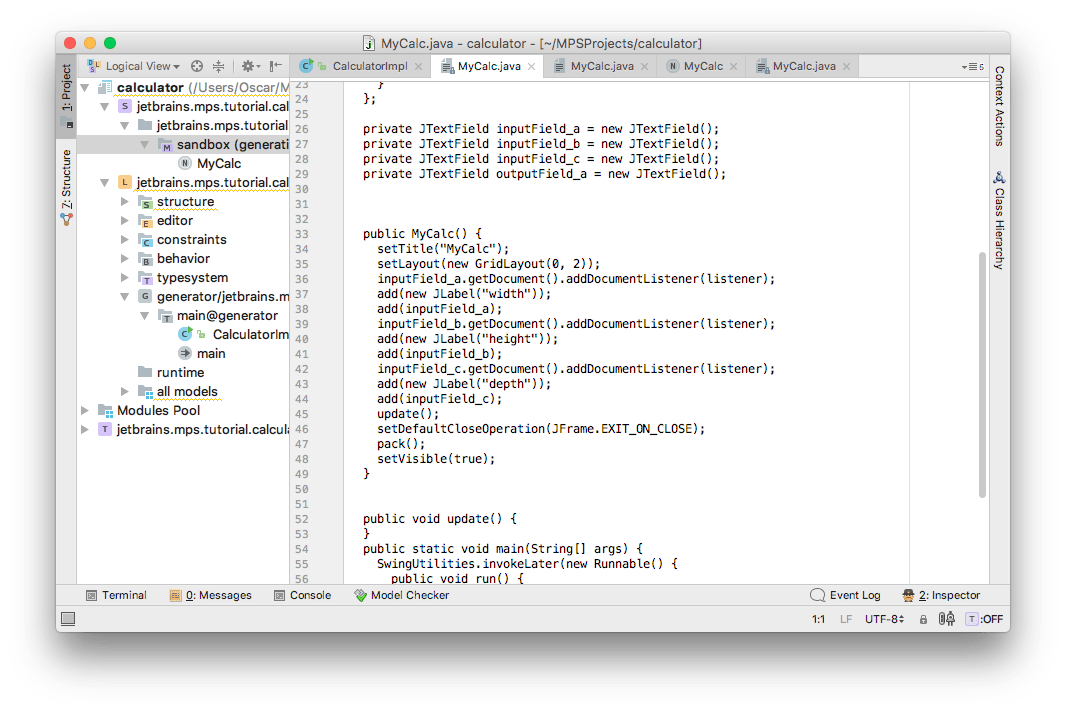 MyCalc.java - calculator - [~/MPSProjects/calculator]
1: Project
Z: Structure
Logical View
CalculatorImpl
MyCalc.java
MyCalc.java
MyCalc
MyCalc.java
5
calculator (/Users/Oscar/M
S jetbrains.mps.tutorial.cal
jetbrains.mps.tutorial
M sandbox (generati
N MyCalc
L jetbrains.mps.tutorial.cal
S structure
E editor
C constraints
B behavior
T typesystem
G generator/jetbrains.m
T main@generator
C CalculatorIm
main
runtime
all models
Modules Pool
T jetbrains.mps.tutorial.calcul
23 }
24 };
25
26 private JTextField inputField_a = new JTextField();
27 private JTextField inputField_b = new JTextField();
28 private JTextField inputField_c = new JTextField();
29 private JTextField outputField_a = new JTextField();
30
31
32
33 public MyCalc() {
34 setTitle("MyCalc");
35 setLayout(new GridLayout(0, 2));
36 inputField_a.getDocument().addDocumentListener(listener);
37 add(new JLabel("width"));
38 add(inputField_a);
39 inputField_b.getDocument().addDocumentListener(listener);
40 add(new JLabel("height"));
41 add(inputField_b);
42 inputField_c.getDocument().addDocumentListener(listener);
43 add(new JLabel("depth"));
44 add(inputField_c);
45 update();
46 setDefaultCloseOperation(JFrame.EXIT_ON_CLOSE);
47 pack();
48 setVisible(true);
49 }
50
51
52 public void update() {
53 }
54 public static void main(String[] args) {
55 SwingUtilities.invokeLater(new Runnable() {
56 public void run() {
Context Actions
Class Hierarchy
Terminal
0: Messages
Console
Model Checker
Event Log
2: Inspector
1:1
LF
UTF-8
T :OFF